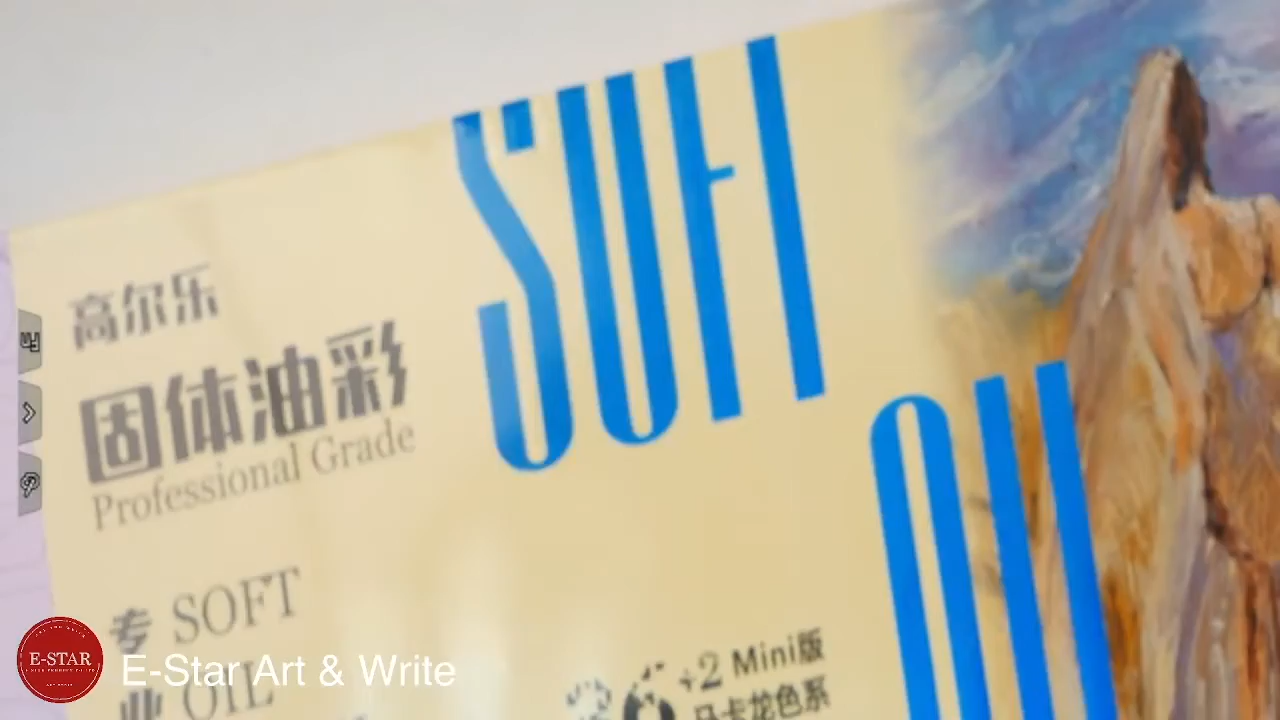 高尔乐
固体油彩
Professional Grade
专 SOFT
业 OIL
SOFT
OIL
36+2 Mini版
马卡龙色系
E-STAR
E-Star Art & Write